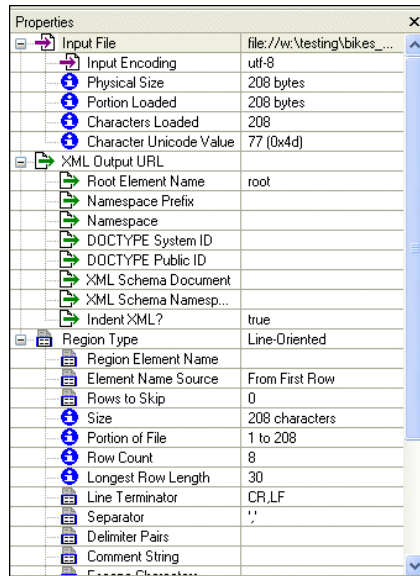 Properties
Input File file://w:\testing\bikes_...
Input Encoding utf-8
Physical Size 208 bytes
Portion Loaded 208 bytes
Characters Loaded 208
Character Unicode Value 77 (0x4d)
XML Output URL
Root Element Name root
Namespace Prefix
Namespace
DOCTYPE System ID
DOCTYPE Public ID
XML Schema Document
XML Schema Namesp...
Indent XML? true
Region Type Line-Oriented
Region Element Name
Element Name Source From First Row
Rows to Skip 0
Size 208 characters
Portion of File 1 to 208
Row Count 8
Longest Row Length 30
Line Terminator CR,LF
Separator ','
Delimiter Pairs
Comment String